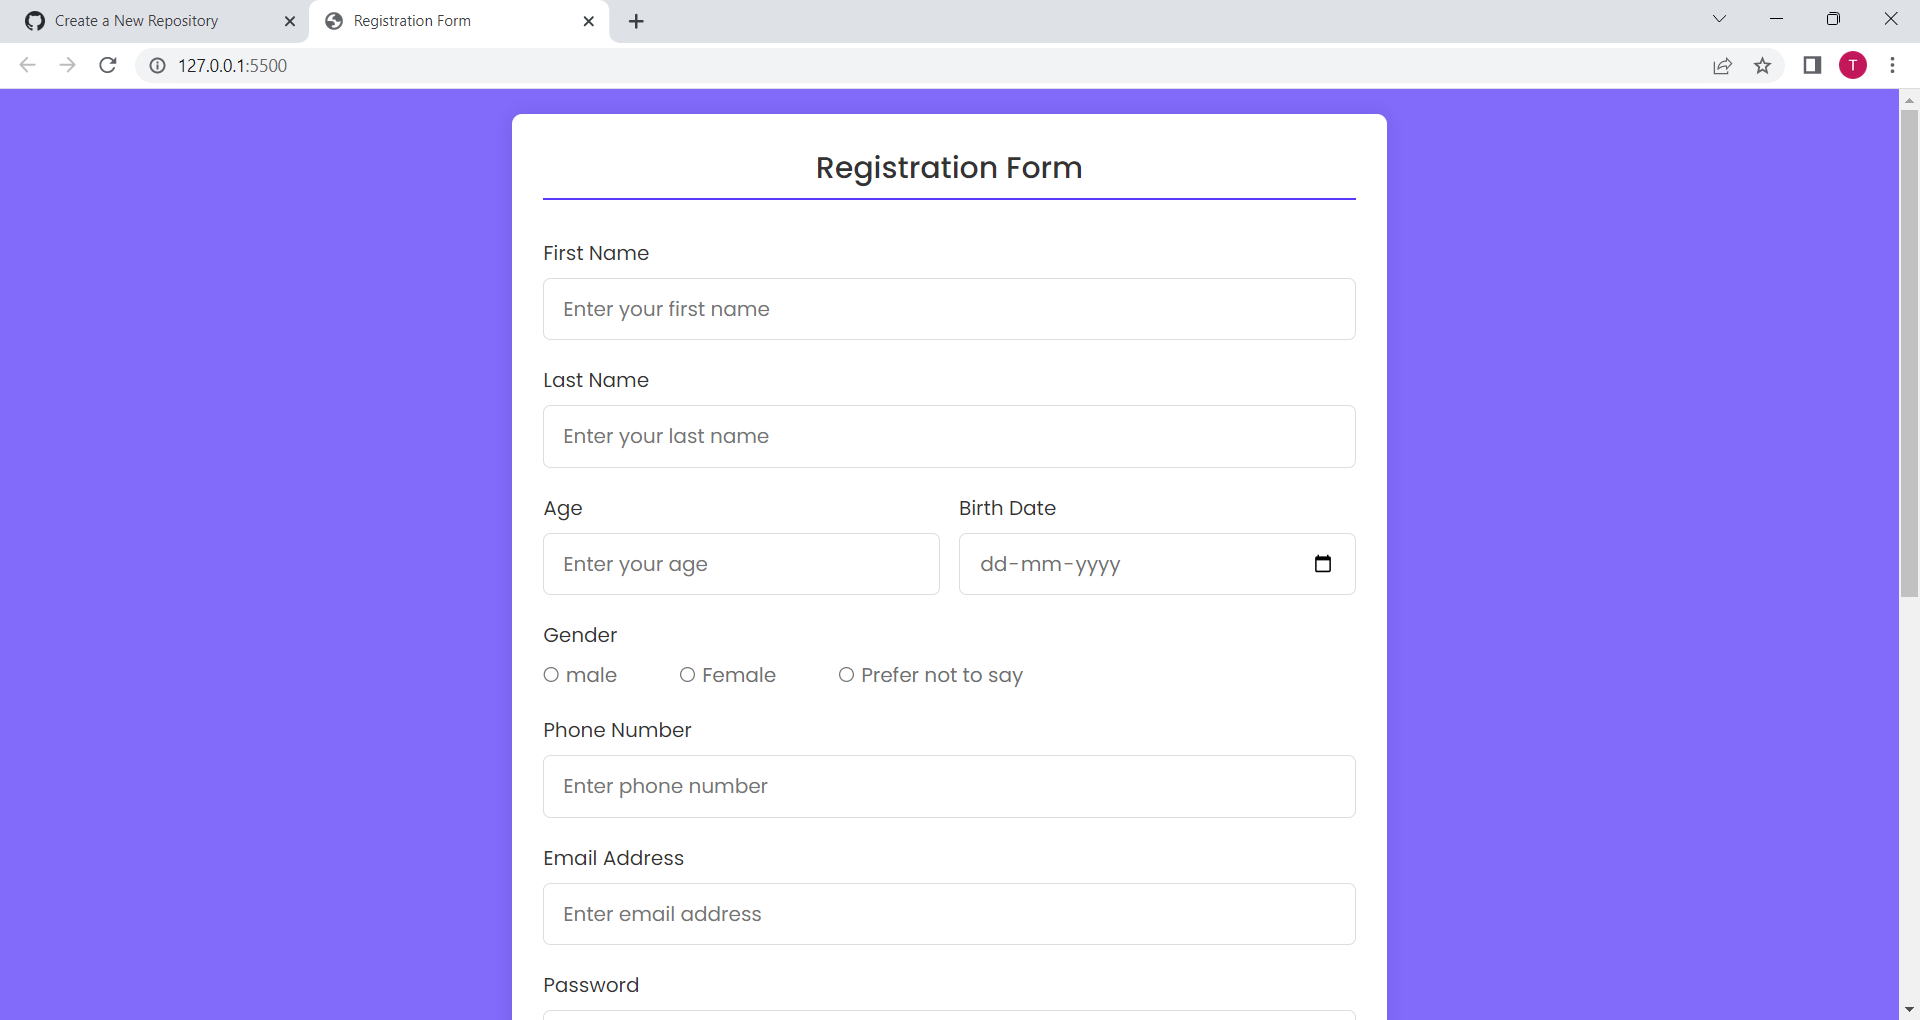 Create a New Repository
Registration Form
127.0.0.1:5500
T
Registration Form
First Name
Enter your first name
Last Name
Enter your last name
Age Birth Date
Enter your age dd-mm-yyyy
Gender
male Female Prefer not to say
Phone Number
Enter phone number
Email Address
Enter email address
Password